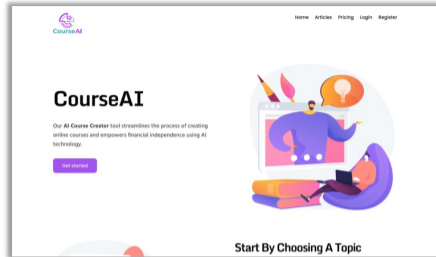 CourseAI
Home Articles Pricing Login Register
CourseAI
Our AI Course Creator tool streamlines the process of creating
online courses and empowers financial independence using AI
technology.
Get started
Start By Choosing A Topic